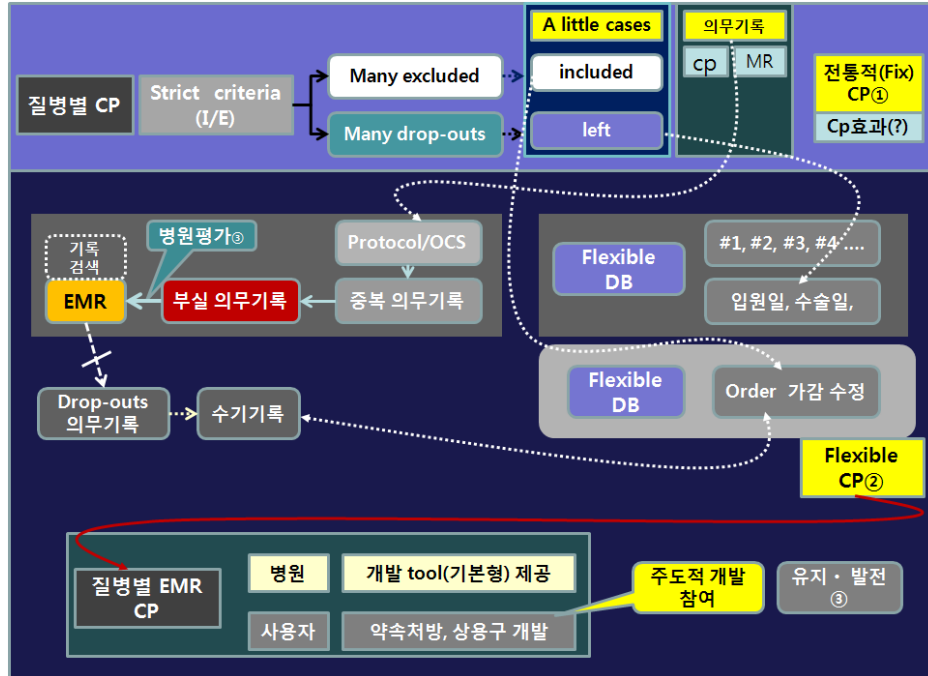 A little cases
의무기록
Many excluded
included
cp
MR
전통적(Fix)
CP①
질병별 CP
Strict criteria
(I/E)
Many drop-outs
left
Cp효과(?)
기록
검색
병원평가③
Protocol/OCS
EMR
부실 의무기록
중복 의무기록
Flexible
DB
#1, #2, #3, #4 ....
입원일, 수술일,
Drop-outs
의무기록
수기기록
Flexible
DB
Order 가감 수정
Flexible
CP②
질병별 EMR
CP
병원
개발 tool(기본형) 제공
사용자
약속처방, 상용구 개발
주도적 개발
참여
유지・ 발전
③